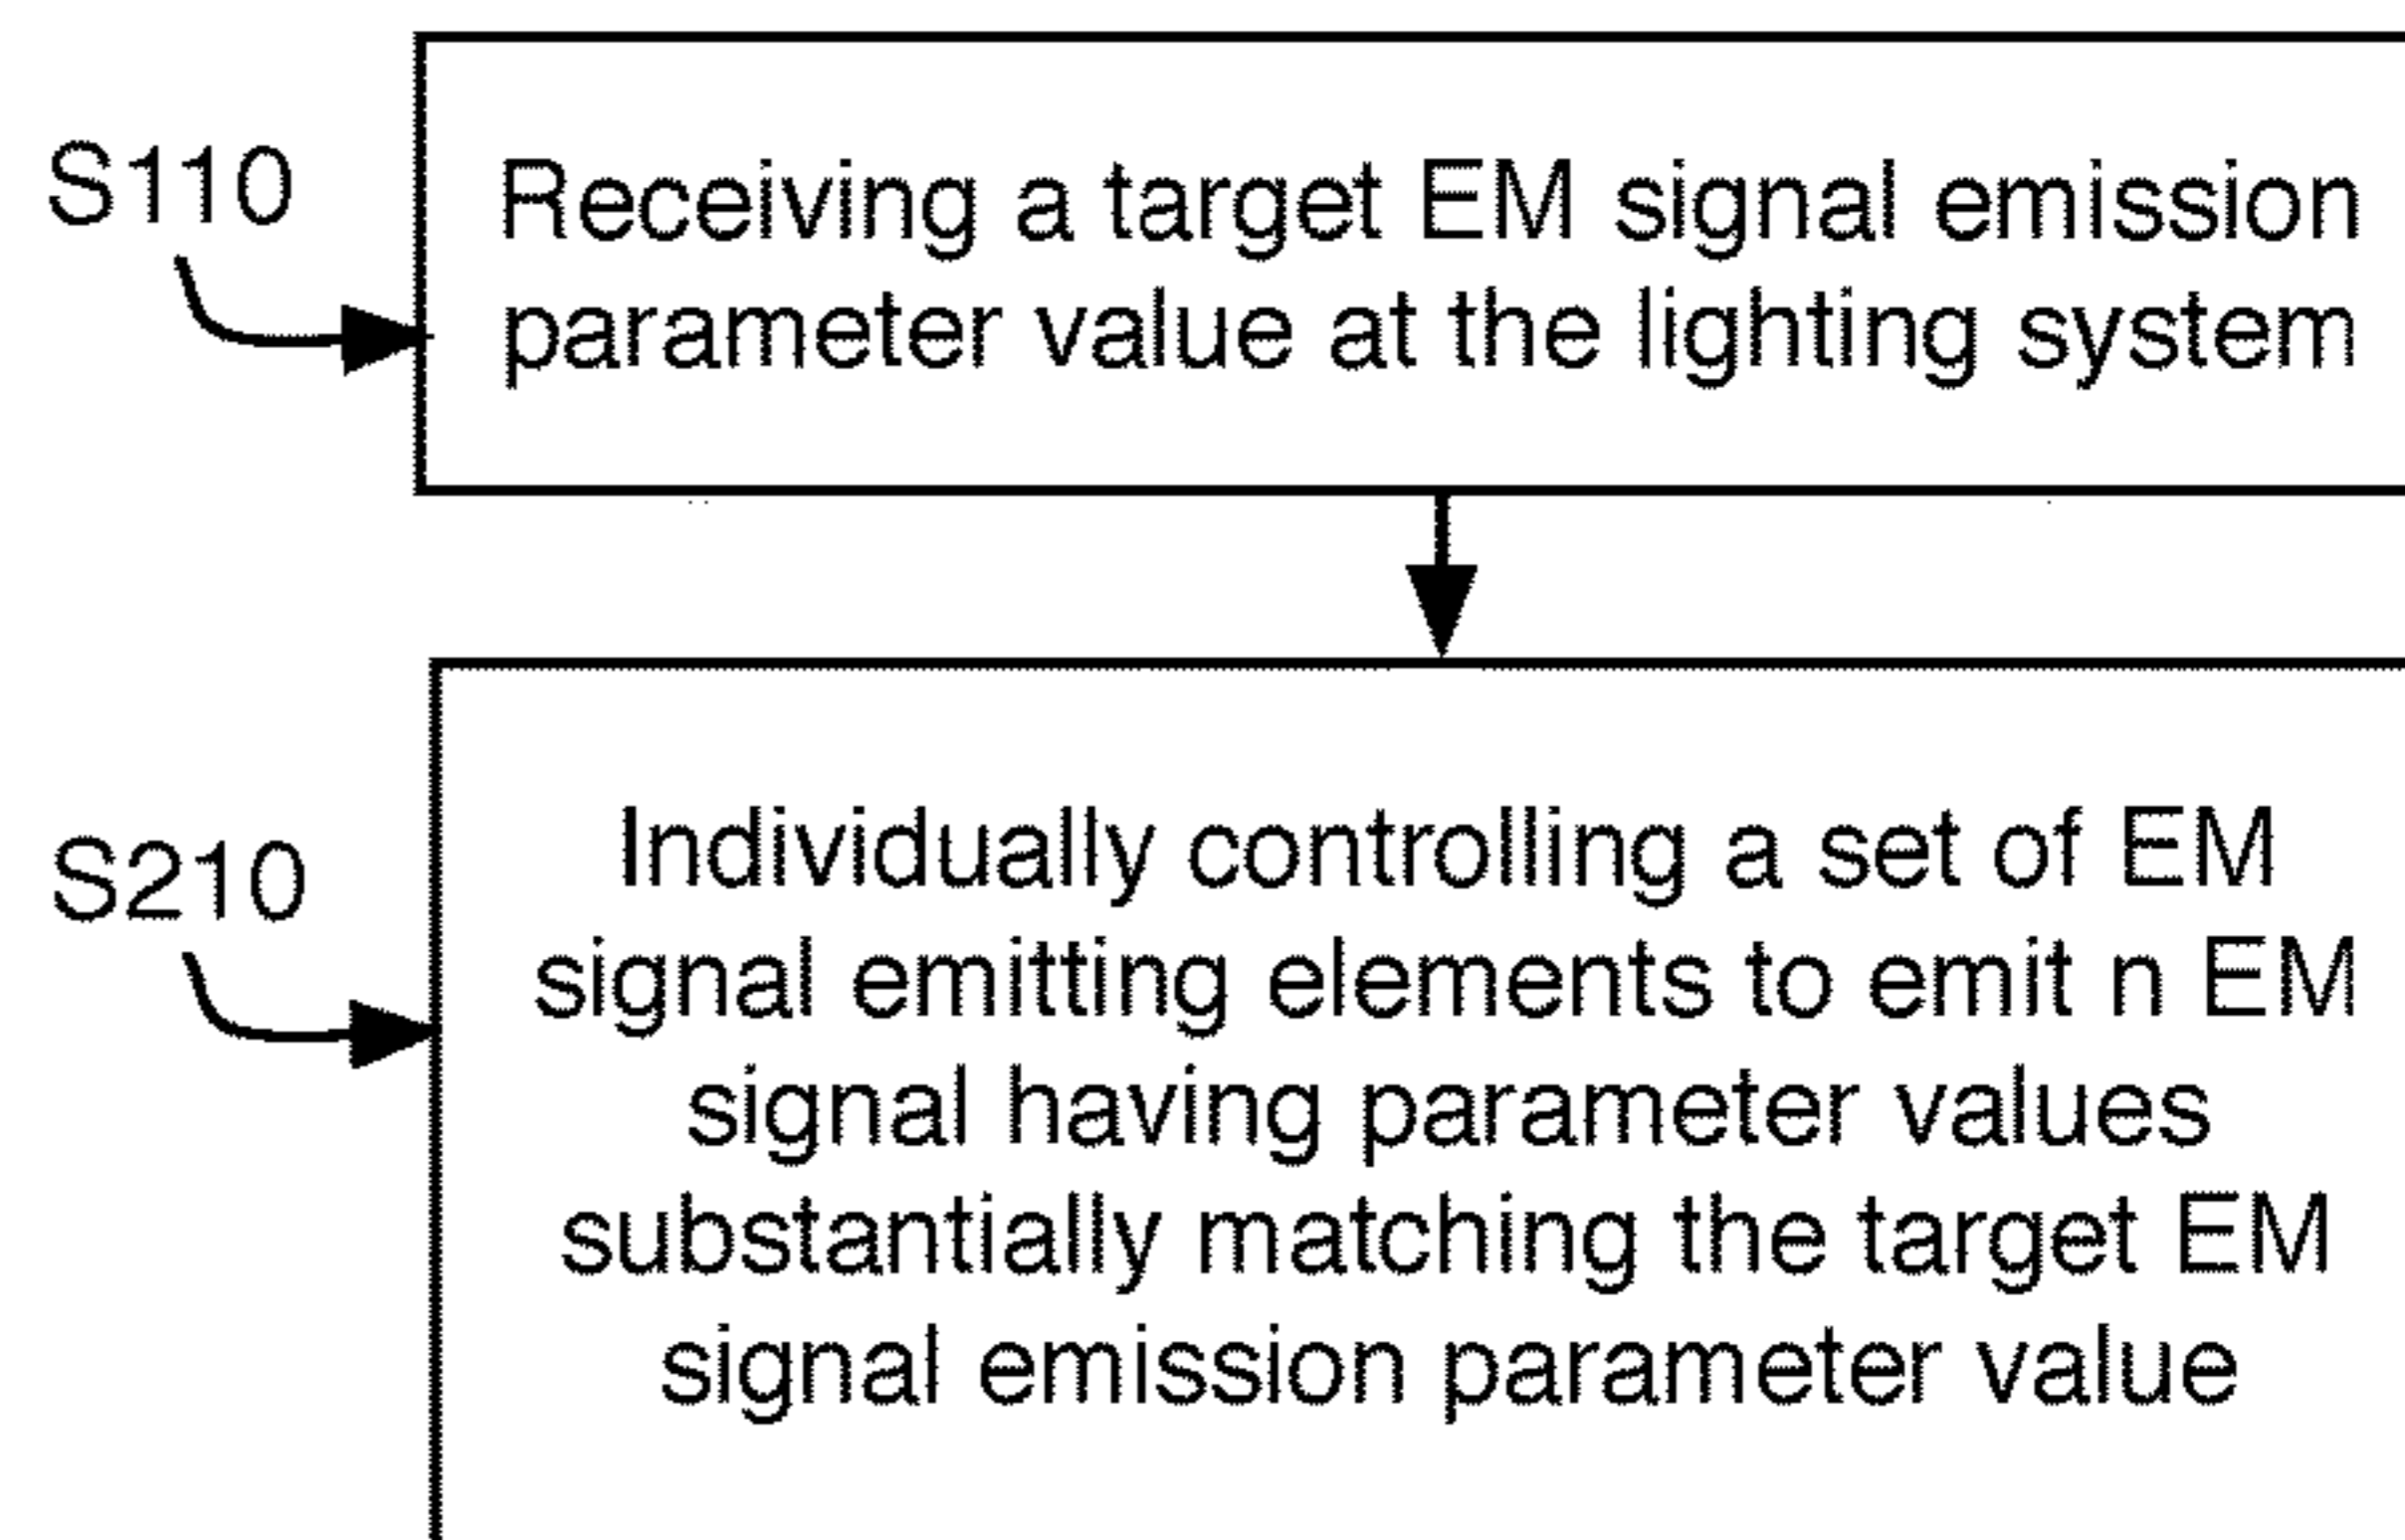 S110
Receiving a target EM signal emission
parameter value at the lighting system
S210
Individually controlling a set of EM
signal emitting elements to emit n EM
signal having parameter values
substantially matching the target EM
signal emission parameter value